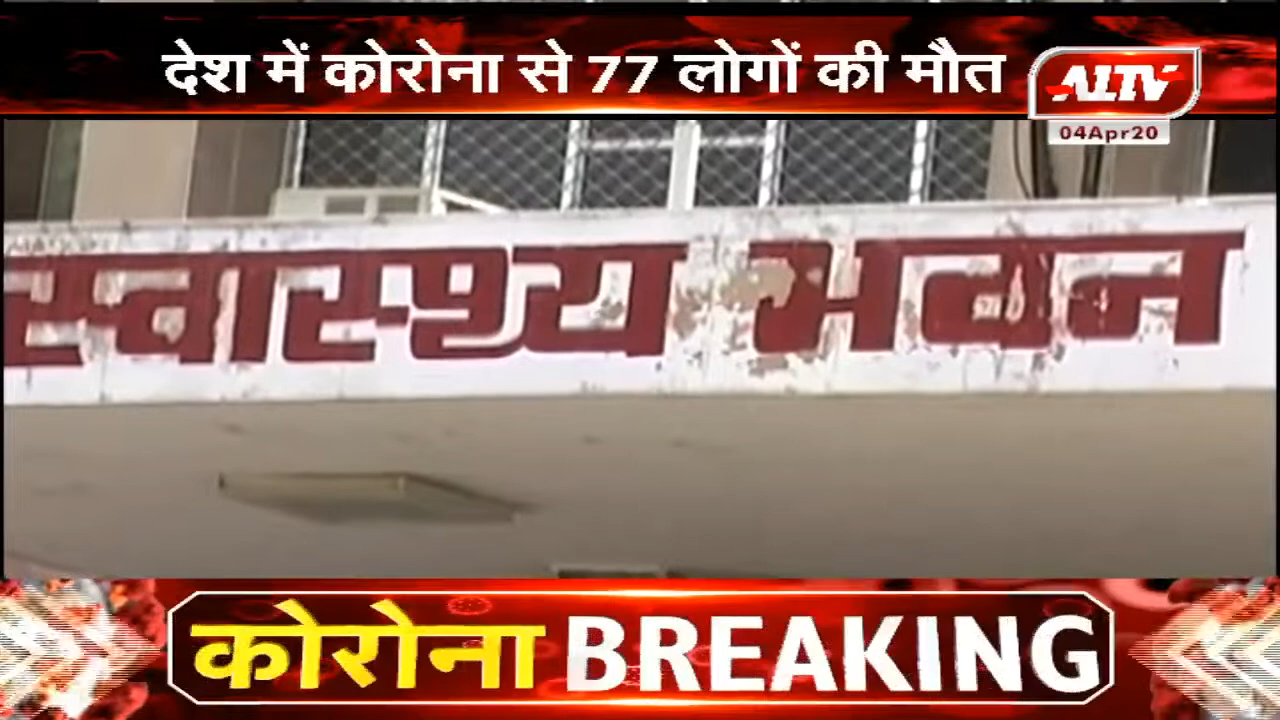 देश में कोरोना से 77 लोगों की मौत
ALTV
04Apr20
स्वास्थ्य भवन
कोरोना BREAKING